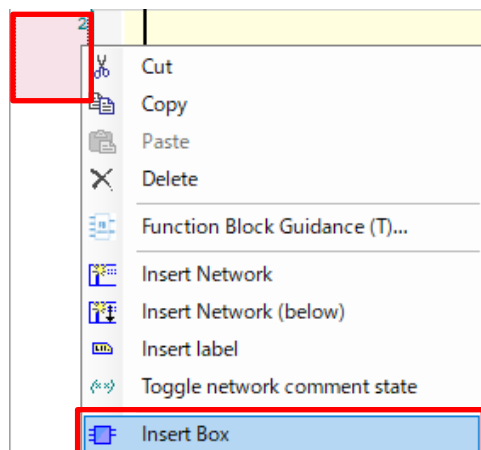 2
Cut
Copy
Paste
Delete
Function Block Guidance (T)...
Insert Network
Insert Network (below)
Insert label
Toggle network comment state
Insert Box